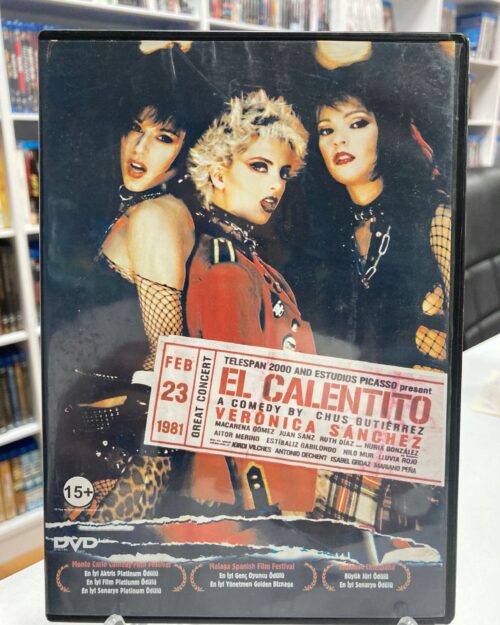 TELESPAN 2000 AND ESTUDIOS PICASSO present
FEB
23
1981
GREAT CONCERT
EL CALENTITO
A COMEDY BY CHUS GUTIÉRREZ
VERÓNICA SÁNCHEZ
MACARENA GÓMEZ JUAN SANZ RUTH DÍAZ AND NURIA GONZÁLEZ
AITOR MERINO ESTÍBALIZ GABILONDO NILO MUR LLUVIA ROJO
JORDI VILCHES ANTONIO DECHENT ISABEL ORDAZ MARIANO PEÑA
15+
DVD
Monte Carlo Comedy Film Festival
En İyi Aktris Platinum Ödülü
En İyi Film Platinum Ödülü
En İyi Senaryo Platinum Ödülü
Malaga Spanish Film Festival
En İyi Genç Oyuncu Ödülü
En İyi Yönetmen Golden Biznaga
Büyük Jüri Ödülü
En İyi Senaryo Ödülü